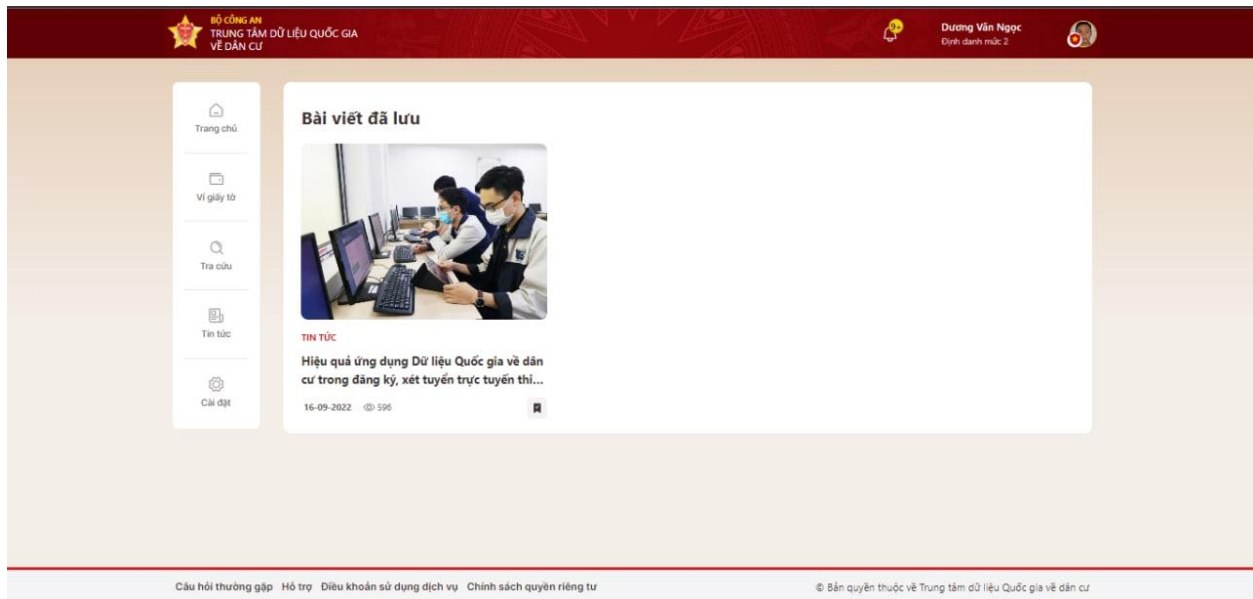 BỘ CÔNG AN
TRUNG TÂM DỮ LIỆU QUỐC GIA
VỀ DÂN CƯ
9+
Dương Văn Ngọc
Định danh mức 2
Trang chủ
Ví giấy tờ
Tra cứu
Tin tức
Cài đặt
Bài viết đã lưu
TIN TỨC
Hiệu quả ứng dụng Dữ liệu Quốc gia về dân
cư trong đăng ký, xét tuyển trực tuyến thi...
16-09-2022 596
Câu hỏi thường gặp Hỗ trợ Điều khoản sử dụng dịch vụ Chính sách quyền riêng tư
© Bản quyền thuộc về Trung tâm dữ liệu Quốc gia về dân cư